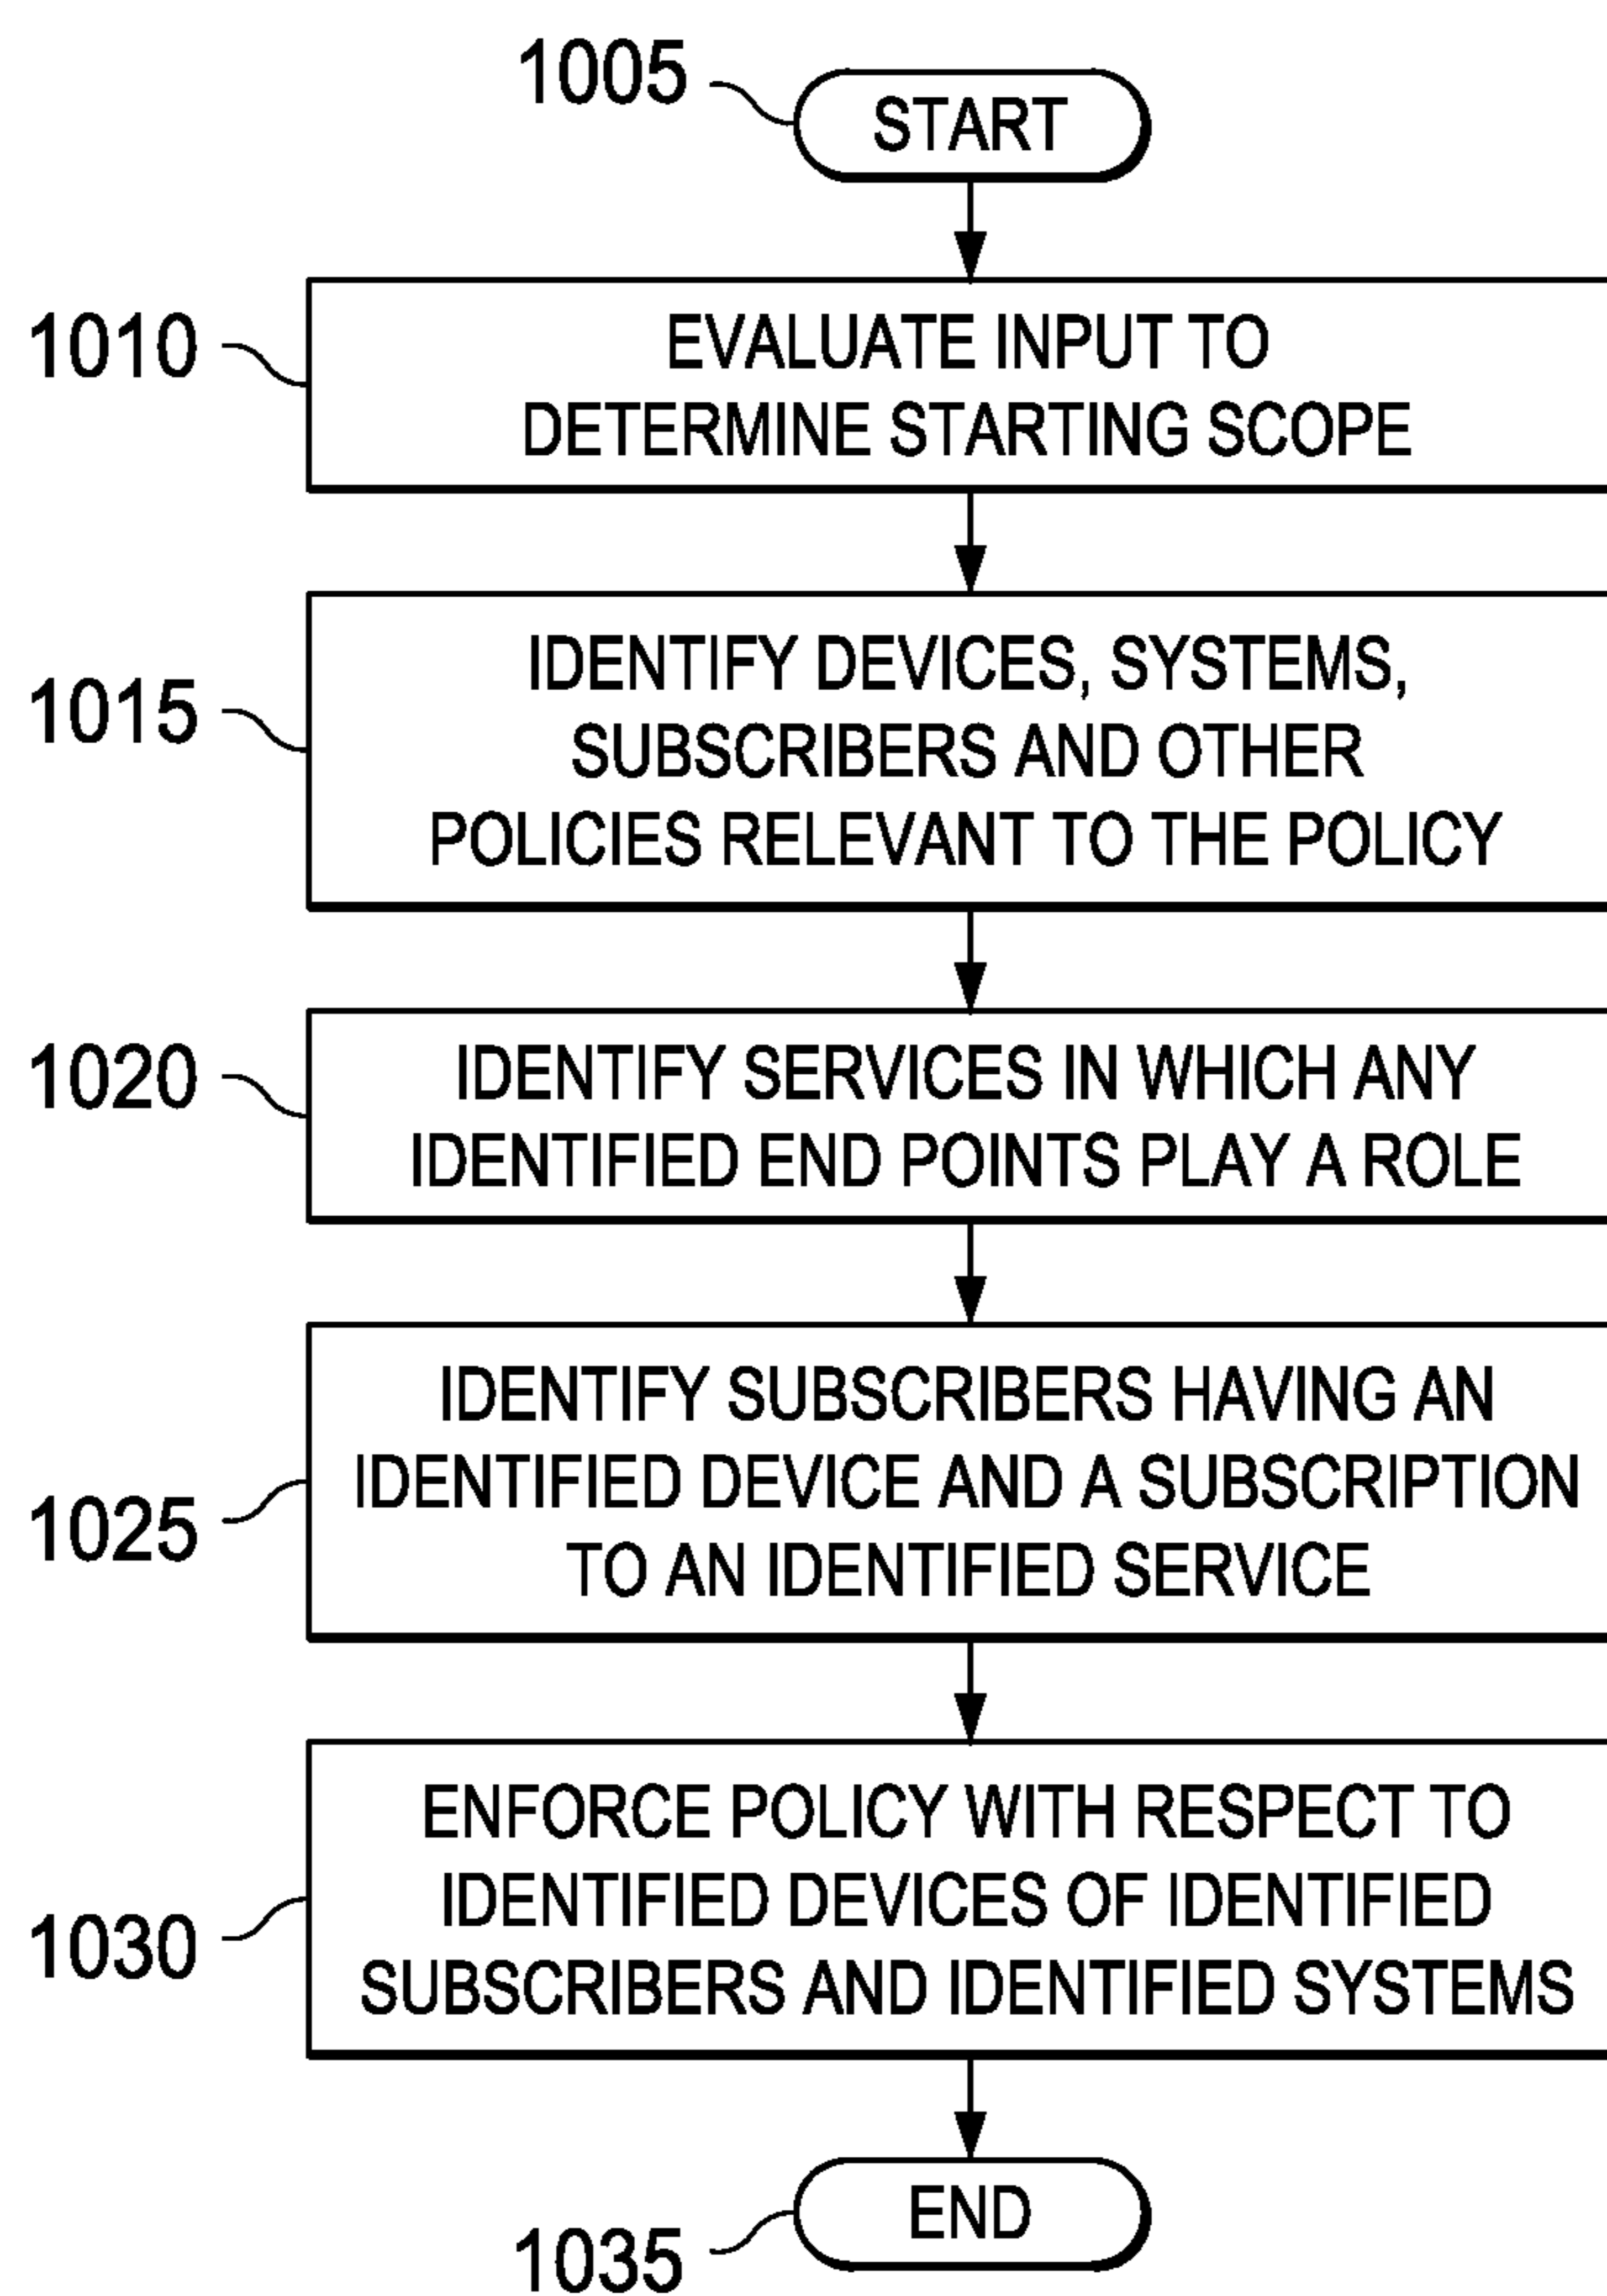 1005
START
1010
EVALUATE INPUT TO
DETERMINE STARTING SCOPE
1015
IDENTIFY DEVICES, SYSTEMS,
SUBSCRIBERS AND OTHER
POLICIES RELEVANT TO THE POLICY
1020
IDENTIFY SERVICES IN WHICH ANY
IDENTIFIED END POINTS PLAY A ROLE
1025
IDENTIFY SUBSCRIBERS HAVING AN
IDENTIFIED DEVICE AND A SUBSCRIPTION
TO AN IDENTIFIED SERVICE
1030
ENFORCE POLICY WITH RESPECT TO
IDENTIFIED DEVICES OF IDENTIFIED
SUBSCRIBERS AND IDENTIFIED SYSTEMS
END
1035